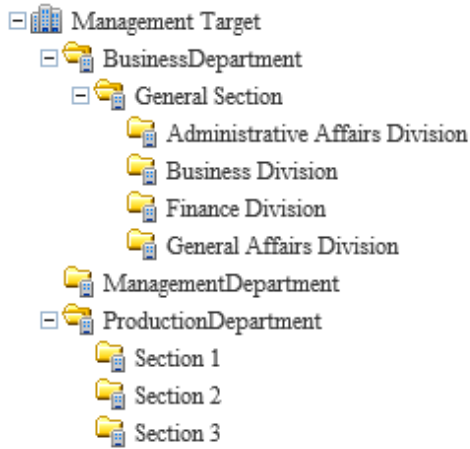 Management Target
BusinessDepartment
General Section
Administrative Affairs Division
Business Division
Finance Division
General Affairs Division
ManagementDepartment
ProductionDepartment
Section 1
Section 2
Section 3